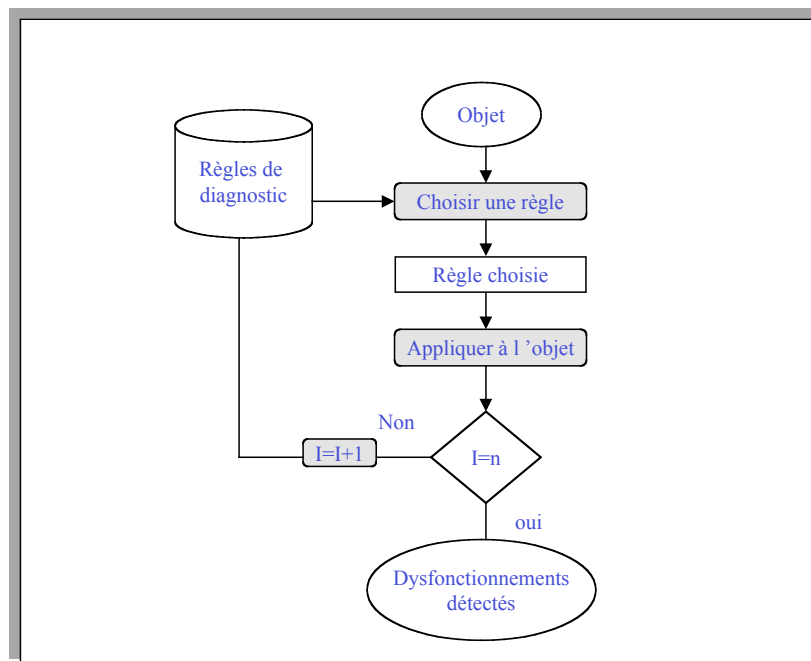 Objet
Règles de
diagnostic
Choisir une règle
Règle choisie
Appliquer à l ’objet
Non
I=I+1
I=n
oui
Dysfonctionnements
détectés